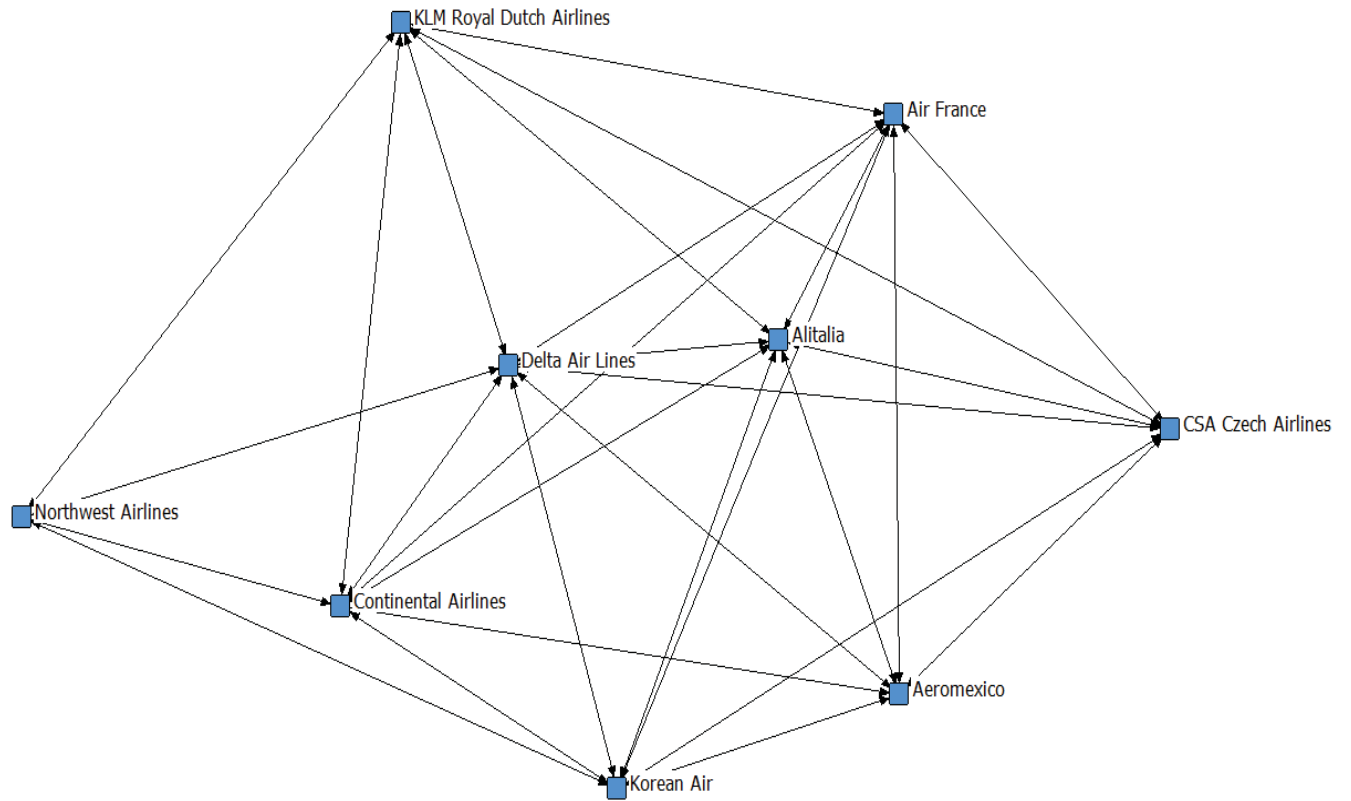 KLM Royal Dutch Airlines
Air France
Alitalia
Delta Air Lines
CSA Czech Airlines
Northwest Airlines
Continental Airlines
Aeromexico
Korean Air